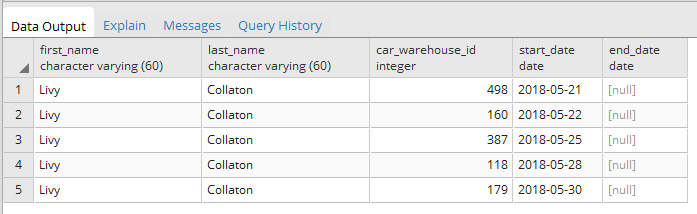 Data Output Explain Messages Query History
first_name last_name car_warehouse_id start_date end_date
character varying (60) character varying (60) integer date date
1 Livy Collaton 498 2018-05-21 [null]
2 Livy Collaton 160 2018-05-22 [null]
3 Livy Collaton 387 2018-05-25 [null]
4 Livy Collaton 118 2018-05-28 [null]
5 Livy Collaton 179 2018-05-30 [null]